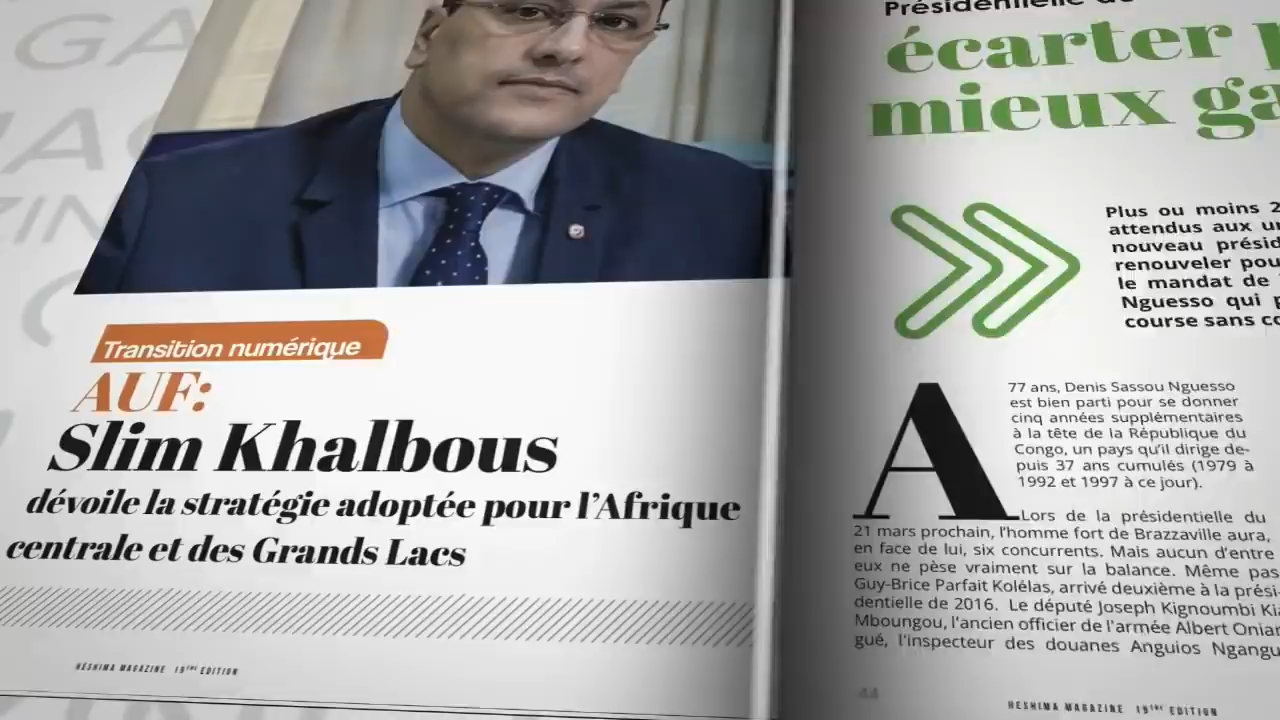 GA
Transition numérique
AUF:
Slim Khalbous
dévoile la stratégie adoptée pour l'Afrique
centrale et des Grands Lacs
HESHIMA MAGAZINE 19ÈME EDITION
écarter
mieux
Plus ou moins
attendus aux
nouveau
renouveler
le mandat de
Nguesso qui
course sans
A 77 ans, Denis Sassou Nguesso
est bien parti pour se donner
cinq années supplémentaires
à la tête de la République du
Congo, un pays qu'il dirige de-
puis 37 ans cumulés (1979 à
1992 et 1997 à ce jour).
Lors de la présidentielle du
21 mars prochain, l'homme fort de Brazzaville aura,
en face de lui, six concurrents. Mais aucun d'entre
eux ne pèse vraiment sur la balance. Même pas
Guy-Brice Parfait Kolélas, arrivé deuxième à la prési-
dentielle de 2016. Le député Joseph Kignoumbi
Mboungou, l'ancien officier de l'armée Albert
gué, l'inspecteur des douanes Anguios
44
HESHIMA MAGAZINE 19ÈME EDITION